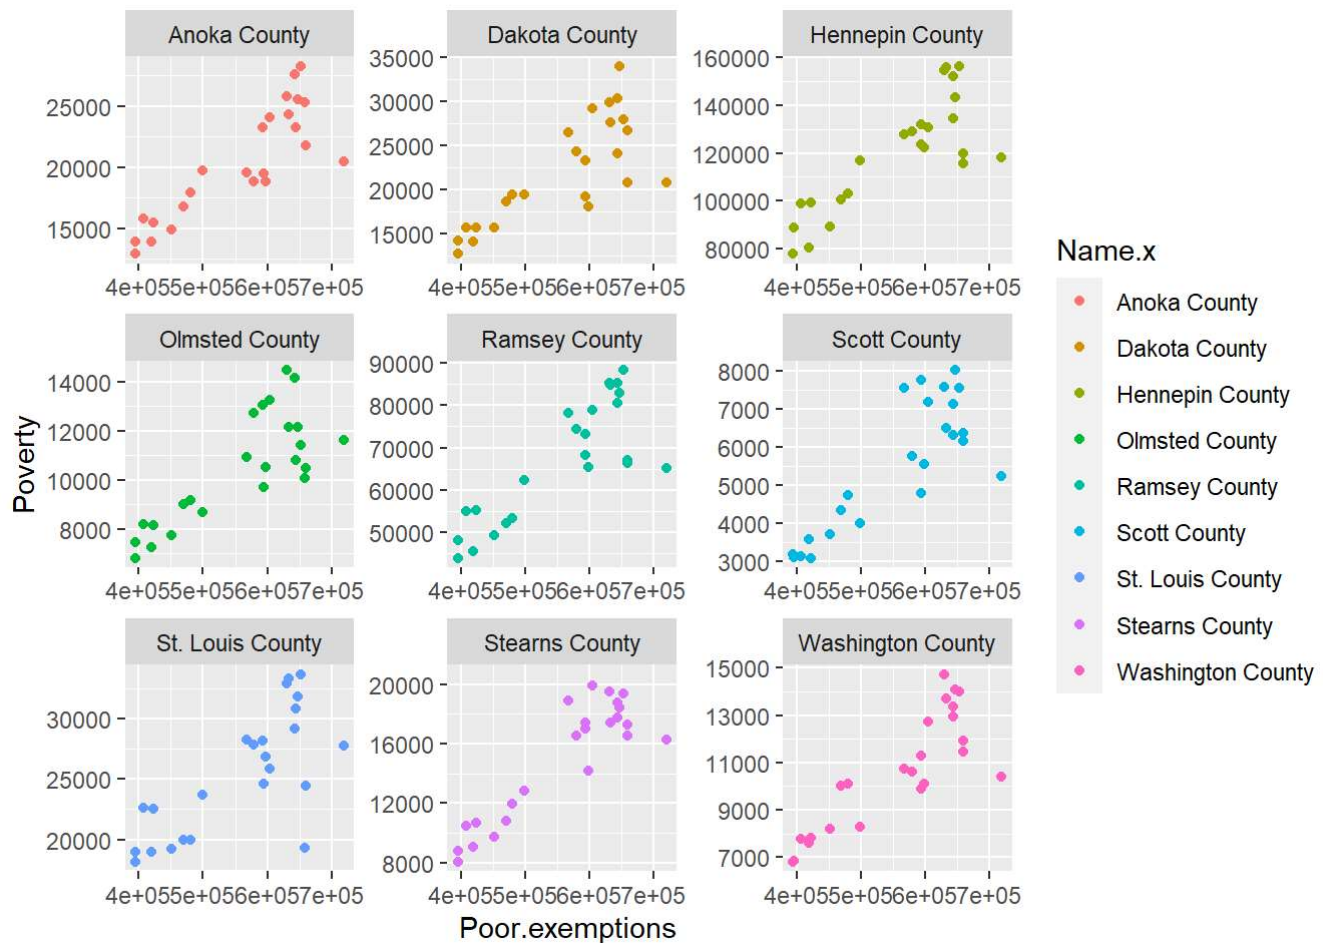 Anoka County
Dakota County
Hennepin County
25000
20000
15000
35000
30000
25000
20000
15000
160000
140000
120000
100000
80000
4e+055e+056e+057e+05
4e+055e+056e+057e+05
4e+055e+056e+057e+05
Olmsted County
Ramsey County
Scott County
14000
12000
10000
8000
90000
80000
70000
60000
50000
8000
7000
6000
5000
4000
3000
4e+055e+056e+057e+05
4e+055e+056e+057e+05
4e+055e+056e+057e+05
St. Louis County
Stearns County
Washington County
30000
25000
20000
20000
16000
12000
8000
15000
13000
11000
9000
7000
4e+055e+056e+057e+05
4e+055e+056e+057e+05
4e+055e+056e+057e+05
Poverty
Poor.exemptions
Name.x
Anoka County
Dakota County
Hennepin County
Olmsted County
Ramsey County
Scott County
St. Louis County
Stearns County
Washington County